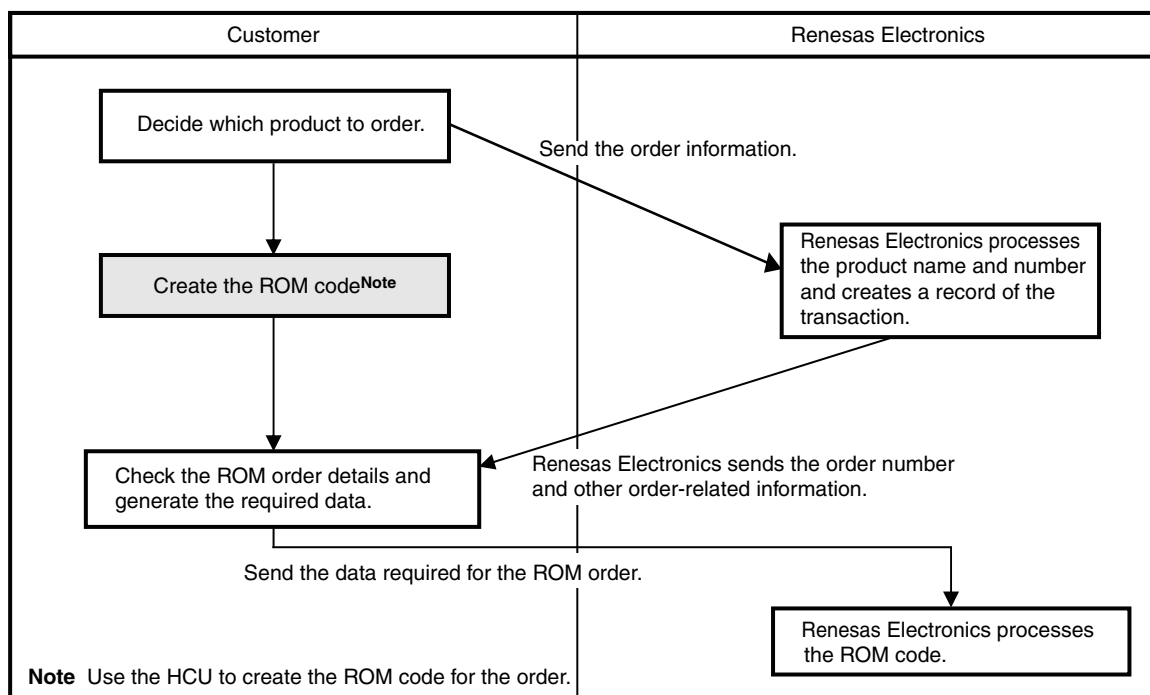 Customer
Renesas Electronics
Decide which product to order.
Send the order information.
Renesas Electronics processes
the product name and number
and creates a record of the
transaction.
Create the ROM codeNote
Check the ROM order details and
generate the required data.
Renesas Electronics sends the order number
and other order-related information.
Send the data required for the ROM order.
Renesas Electronics processes
the ROM code.
Note Use the HCU to create the ROM code for the order.